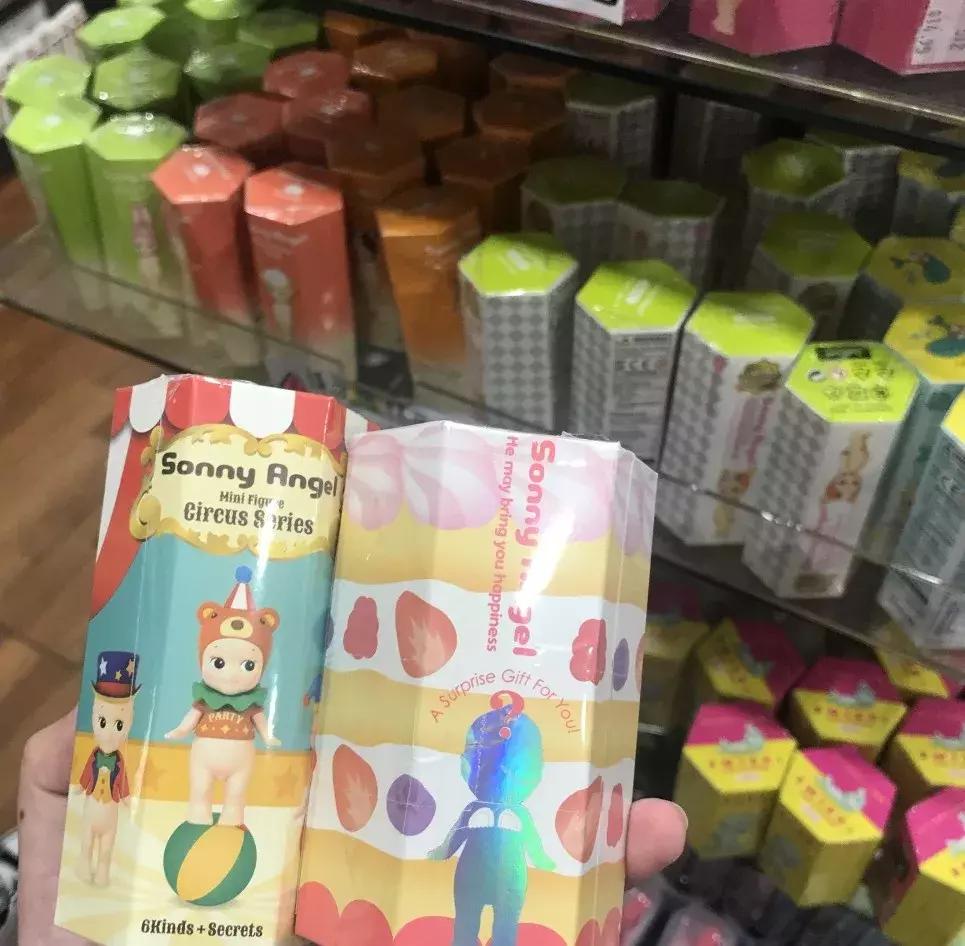 Sonny Angel
Mini Figure
Circus Series
PARTY
6Kinds + Secrets
Sonny Angel
He may bring you happiness
A Surprise Gift For You!
?